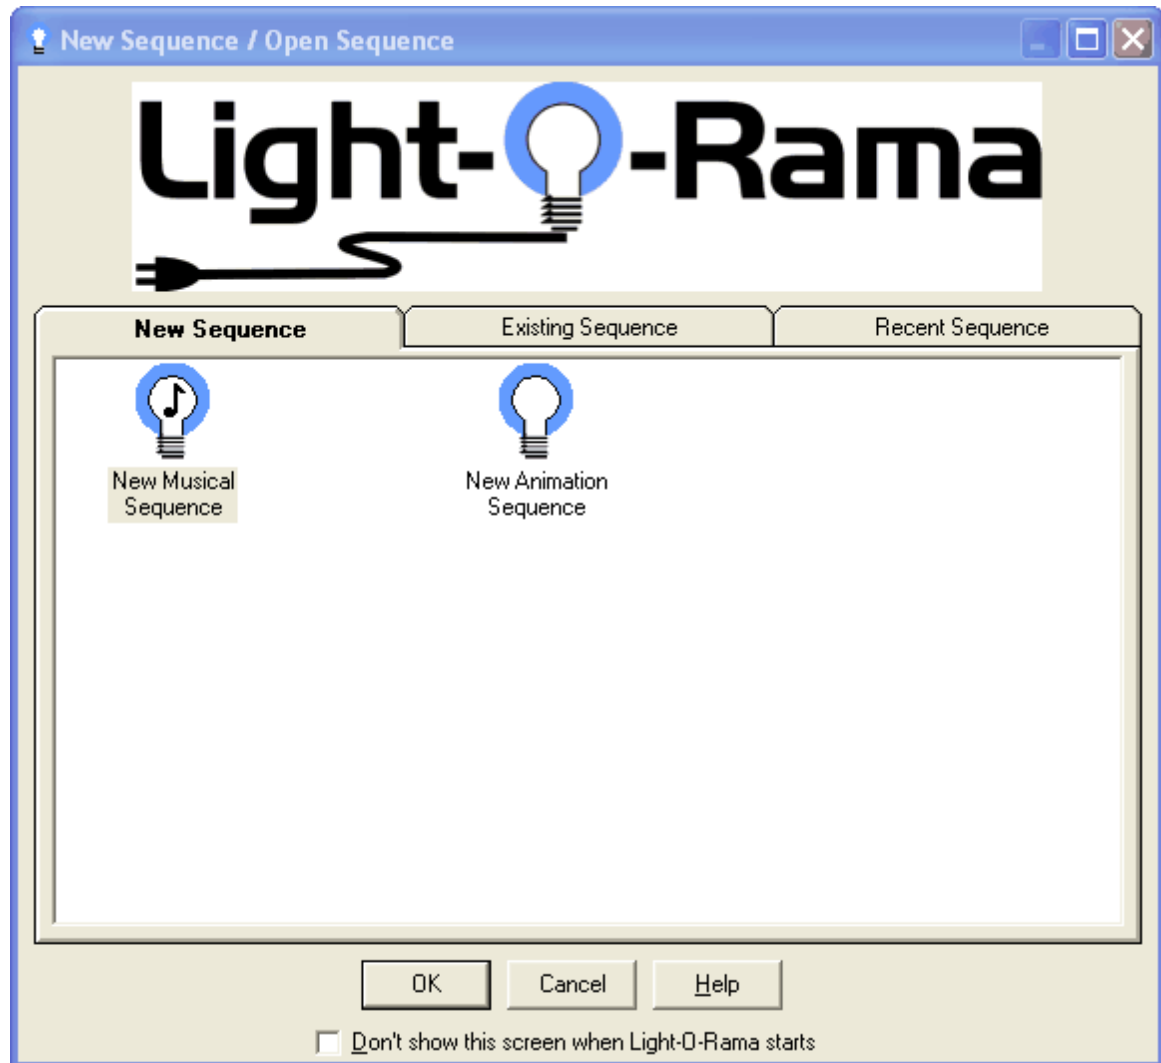 New Sequence / Open Sequence
Light-O-Rama
New Sequence Existing Sequence Recent Sequence
New Musical
Sequence
New Animation
Sequence
OK Cancel Help
Don't show this screen when Light-O-Rama starts